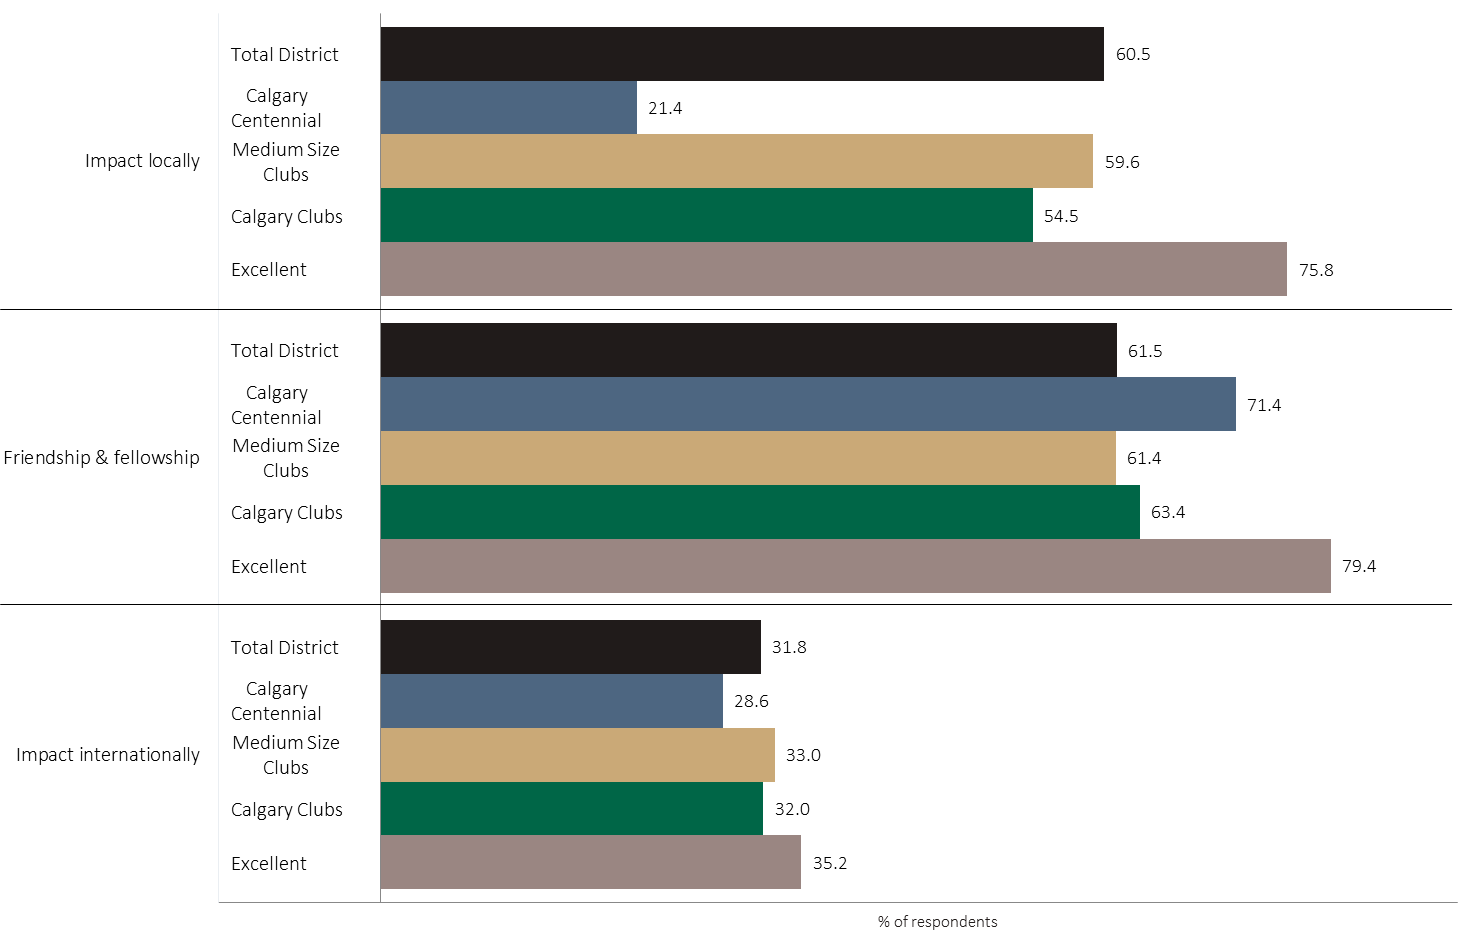 Impact locally
Total District
60.5
Calgary
Centennial
21.4
Medium Size
Clubs
59.6
Calgary Clubs
54.5
Excellent
75.8
Friendship & fellowship
Total District
61.5
Calgary
Centennial
71.4
Medium Size
Clubs
61.4
Calgary Clubs
63.4
Excellent
79.4
Impact internationally
Total District
31.8
Calgary
Centennial
28.6
Medium Size
Clubs
33.0
Calgary Clubs
32.0
Excellent
35.2
% of respondents